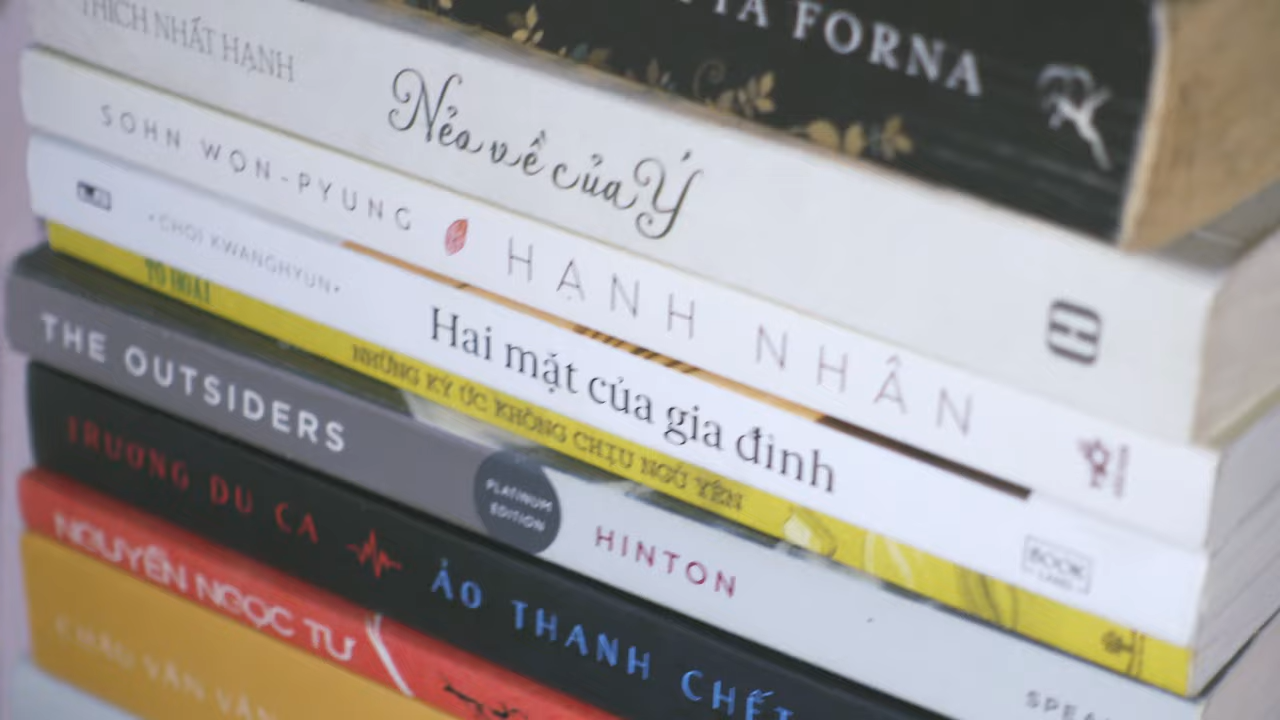 FORNA
THÍCH NHẤT HẠNH Nẻo về của Ý
SOHN WON-PYUNG HẠNH NHÂN
•CHOI KWANGHYUN• Hai mặt của gia đình BOOK
TÔ HOÀI NHỮNG KÝ ỨC KHÔNG CHỊU NGỦ YÊN
THE OUTSIDERS PLATINUM EDITION HINTON
TRƯƠNG DU CA ẢO THANH CHẾT
NGUYỄN NGỌC TƯ